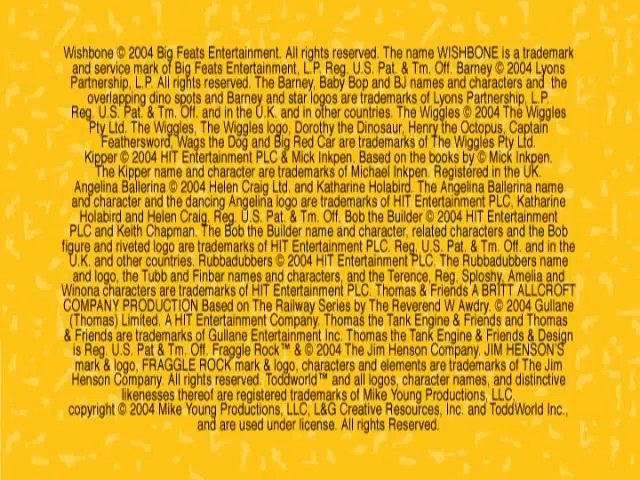 Wishbone © 2004 Big Feats Entertainment. All rights reserved. The name WISHBONE is a trademark
and service mark of Big Feats Entertainment, L.P. Reg. U.S. Pat. & Tm. Off. Barney © 2004 Lyons
Partnership, L.P. All rights reserved. The Barney, Baby Bop and BJ names and characters and the
overlapping dino spots and Barney and star logos are trademarks of Lyons Partnership, L.P.
Reg. U.S. Pat. & Tm. Off. and in the U.K. and in other countries. The Wiggles © 2004 The Wiggles
Pty Ltd. The Wiggles, The Wiggles logo, Dorothy the Dinosaur, Henry the Octopus, Captain
Feathersword, Wags the Dog and Big Red Car are trademarks of The Wiggles Pty Ltd.
Kipper © 2004 HIT Entertainment PLC & Mick Inkpen. Based on the books by © Mick Inkpen.
The Kipper name and character are trademarks of Michael Inkpen. Registered in the UK.
Angelina Ballerina © 2004 Helen Craig Ltd. and Katharine Holabird. The Angelina Ballerina name
and character and the dancing Angelina logo are trademarks of HIT Entertainment PLC, Katharine
Holabird and Helen Craig. Reg. U.S. Pat. & Tm. Off. Bob the Builder © 2004 HIT Entertainment
PLC and Keith Chapman. The Bob the Builder name and character, related characters and the Bob
figure and riveted logo are trademarks of HIT Entertainment PLC. Reg. U.S. Pat. & Tm. Off. and in the
U.K. and other countries. Rubbadubbers © 2004 HIT Entertainment PLC. The Rubbadubbers name
and logo, the Tubb and Finbar names and characters, and the Terence, Reg, Sploshy, Amelia and
Winona characters are trademarks of HIT Entertainment PLC. Thomas & Friends A BRITT ALLCROFT
COMPANY PRODUCTION Based on The Railway Series by The Reverend W Awdry. © 2004 Gullane
(Thomas) Limited. A HIT Entertainment Company. Thomas the Tank Engine & Friends and Thomas
& Friends are trademarks of Gullane Entertainment Inc. Thomas the Tank Engine & Friends & Design
is Reg. U.S. Pat & Tm. Off. Fraggle Rock™ & © 2004 The Jim Henson Company. JIM HENSON'S
mark & logo, FRAGGLE ROCK mark & logo, characters and elements are trademarks of The Jim
Henson Company. All rights reserved. Toddworld™ and all logos, character names, and distinctive
likenesses thereof are registered trademarks of Mike Young Productions, LLC.
copyright © 2004 Mike Young Productions, LLC, L&G Creative Resources, Inc. and ToddWorld Inc.,
and are used under license. All rights Reserved.